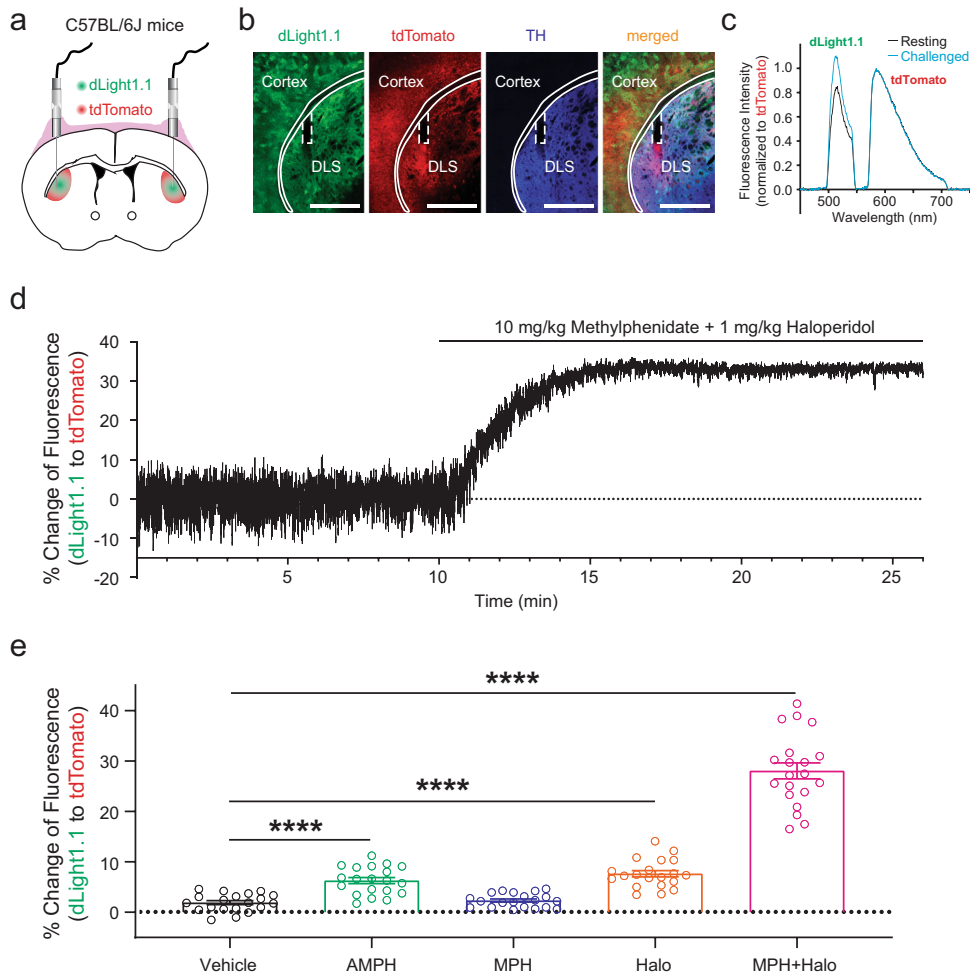 a
C57BL/6J mice
dLight1.1
tdTomato
b
dLight1.1 tdTomato TH merged
Cortex Cortex Cortex Cortex
DLS DLS DLS DLS
c
dLight1.1
Resting
Challenged
tdTomato
Fluorescence Intensity
(normalized to tdTomato)
1.0
0.8
0.6
0.4
0.2
0
500 600 700
Wavelength (nm)
d
10 mg/kg Methylphenidate + 1 mg/kg Haloperidol
% Change of Fluorescence
(dLight1.1 to tdTomato)
40
30
20
10
0
-10
-20
5 10 15 20 25
Time (min)
e
% Change of Fluorescence
(dLight1.1 to tdTomato)
40
30
20
10
0
****
****
****
Vehicle AMPH MPH Halo MPH+Halo